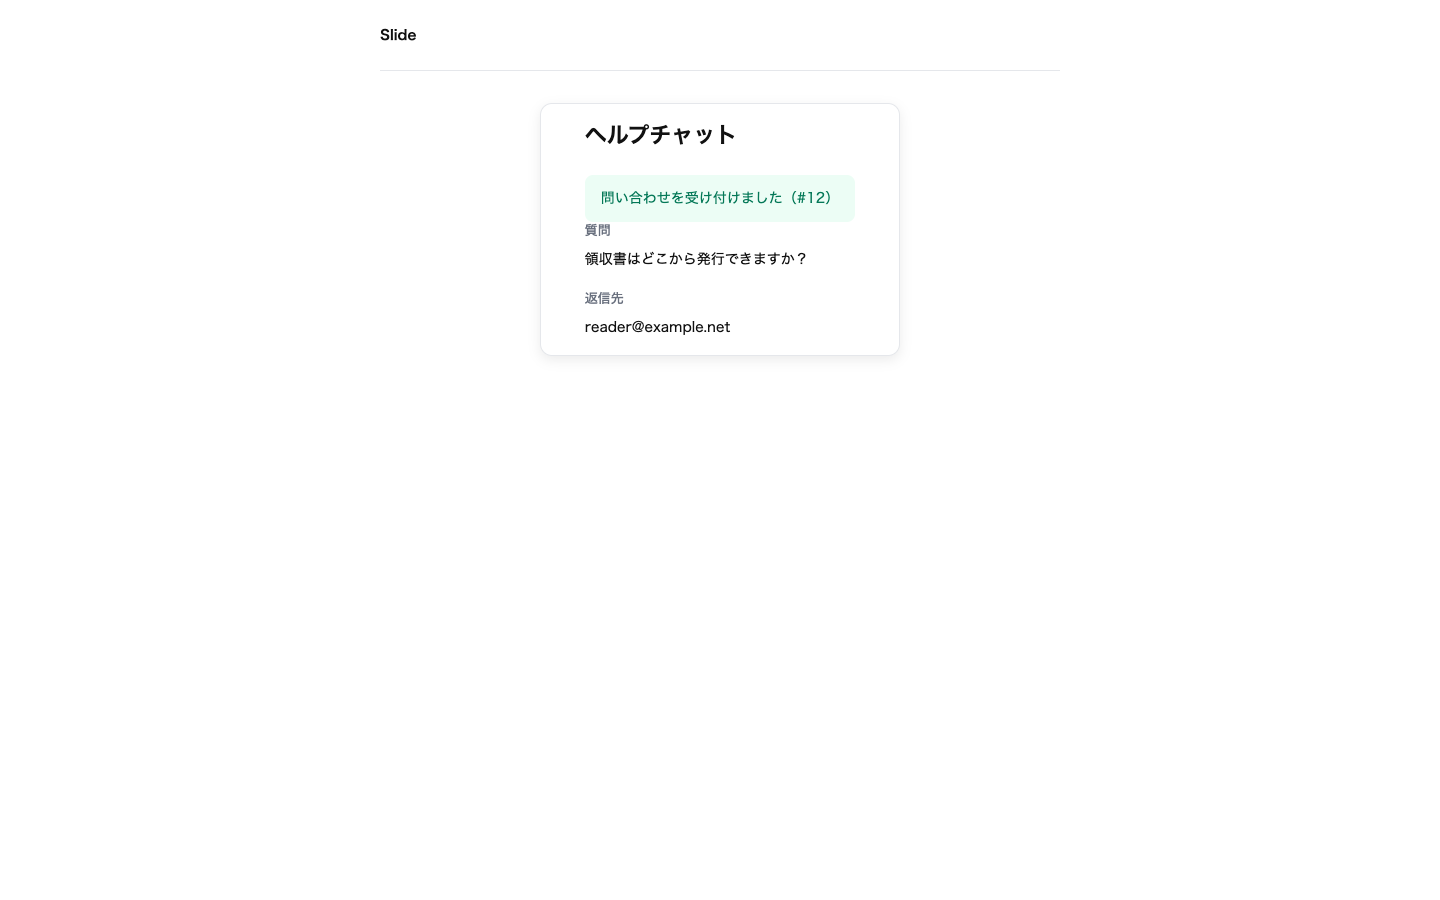 Slide
ヘルプチャット
問い合わせを受け付けました（#12）
質問
領収書はどこから発行できますか？
返信先
reader@example.net